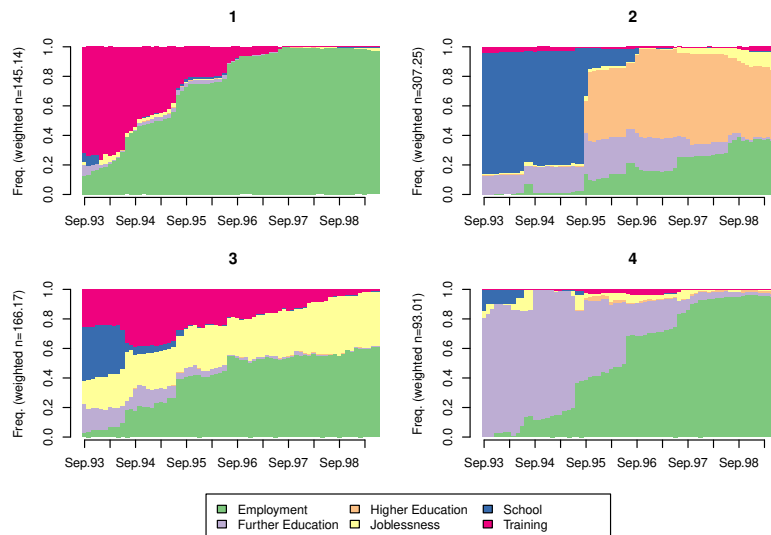 1
2
Freq. (weighted n=145.14)
0.0 0.2 0.4 0.6 0.8 1.0
Sep.93 Sep.94 Sep.95 Sep.96 Sep.97 Sep.98
Freq. (weighted n=307.25)
0.0 0.2 0.4 0.6 0.8 1.0
Sep.93 Sep.94 Sep.95 Sep.96 Sep.97 Sep.98
3
4
Freq. (weighted n=166.17)
0.0 0.2 0.4 0.6 0.8 1.0
Sep.93 Sep.94 Sep.95 Sep.96 Sep.97 Sep.98
Freq. (weighted n=93.01)
0.0 0.2 0.4 0.6 0.8 1.0
Sep.93 Sep.94 Sep.95 Sep.96 Sep.97 Sep.98
Employment Higher Education School
Further Education Joblessness Training